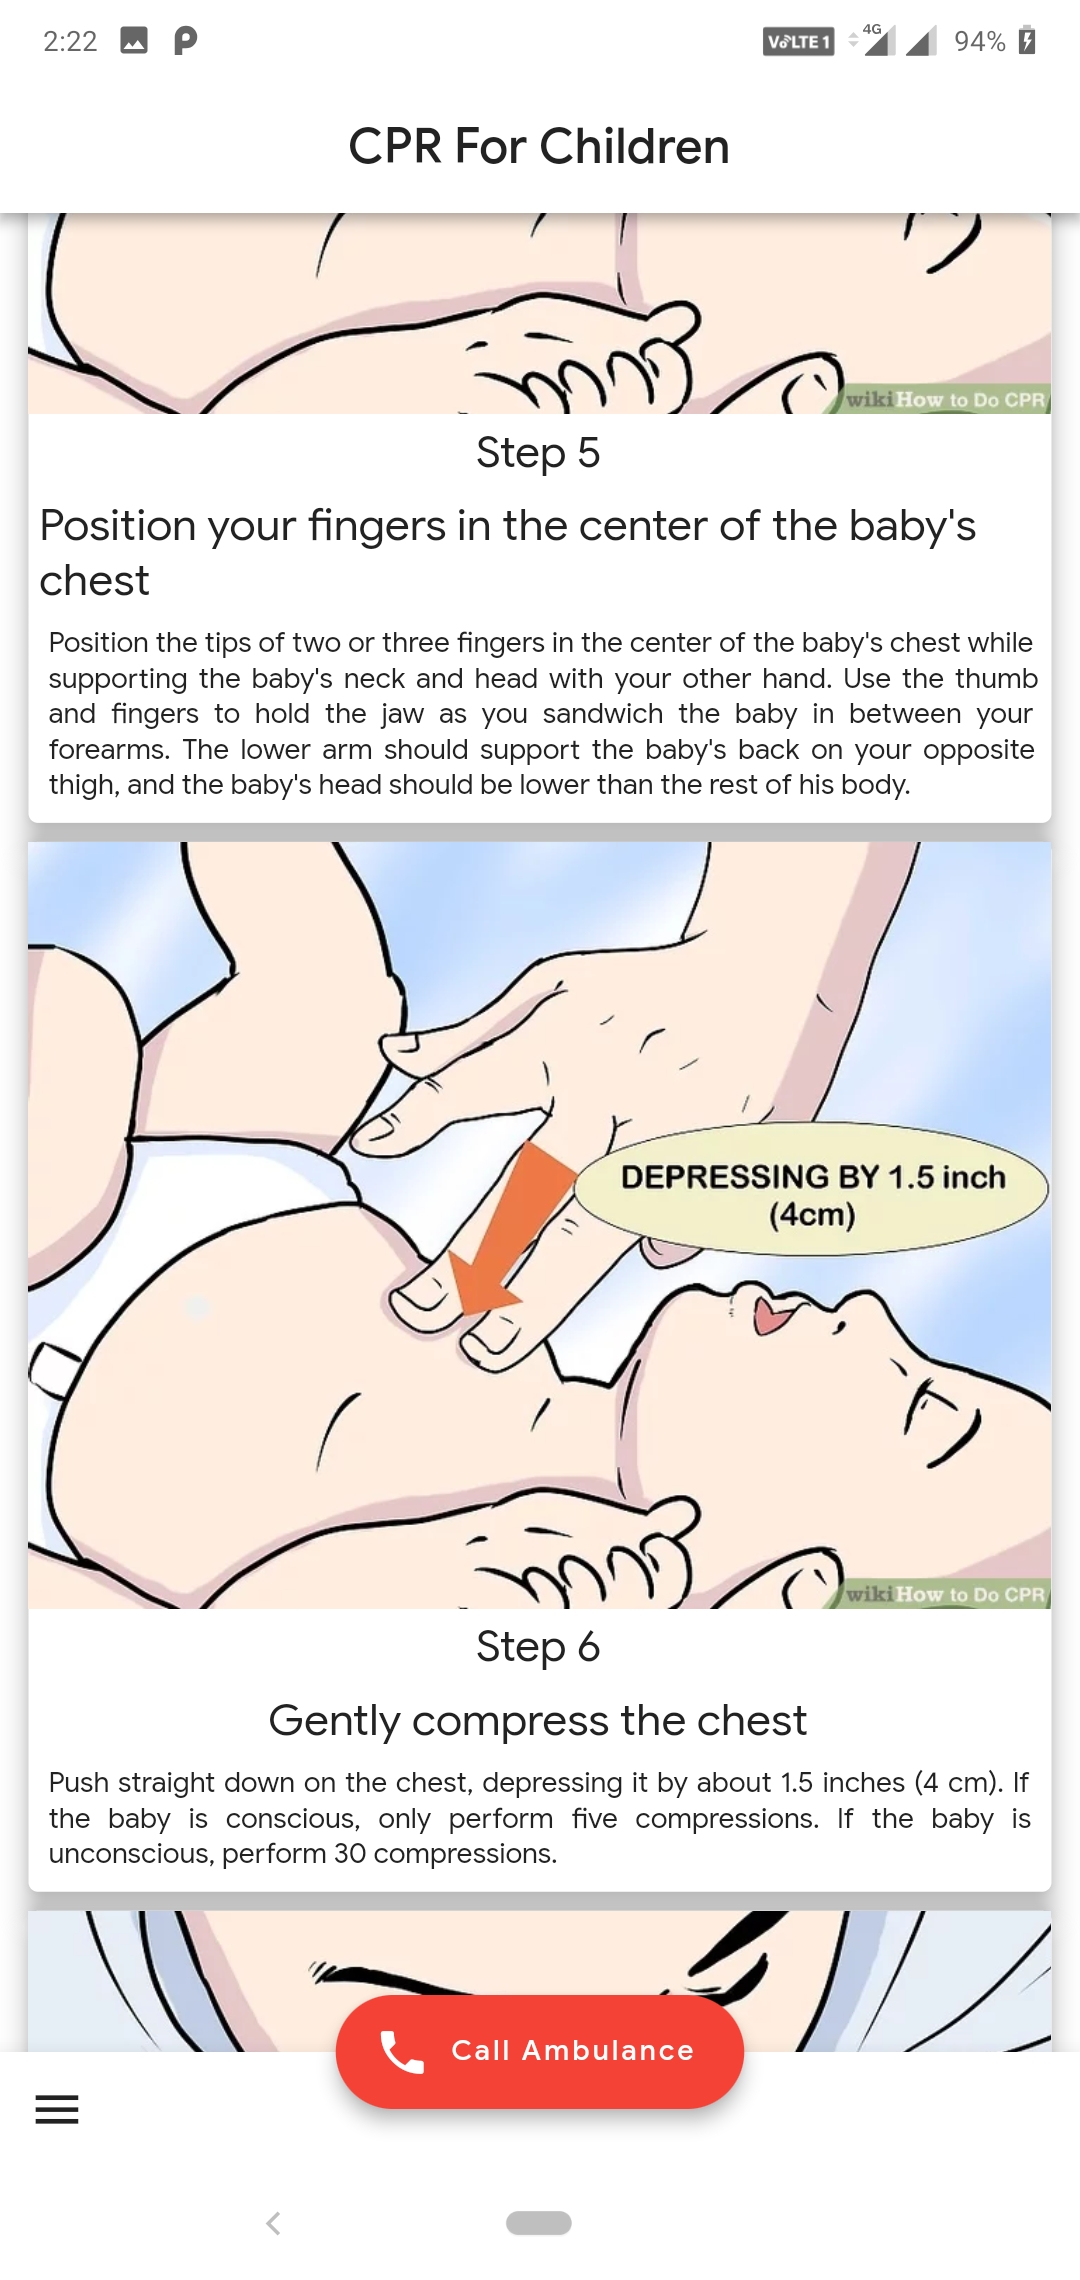 2:22
VoLTE 1
4G
94%
CPR For Children
wikiHow to Do CPR
Step 5
Position your fingers in the center of the baby's
chest
Position the tips of two or three fingers in the center of the baby's chest while
supporting the baby's neck and head with your other hand. Use the thumb
and fingers to hold the jaw as you sandwich the baby in between your
forearms. The lower arm should support the baby's back on your opposite
thigh, and the baby's head should be lower than the rest of his body.
DEPRESSING BY 1.5 inch
(4cm)
wikiHow to Do CPR
Step 6
Gently compress the chest
Push straight down on the chest, depressing it by about 1.5 inches (4 cm). If
the baby is conscious, only perform five compressions. If the baby is
unconscious, perform 30 compressions.
Call Ambulance